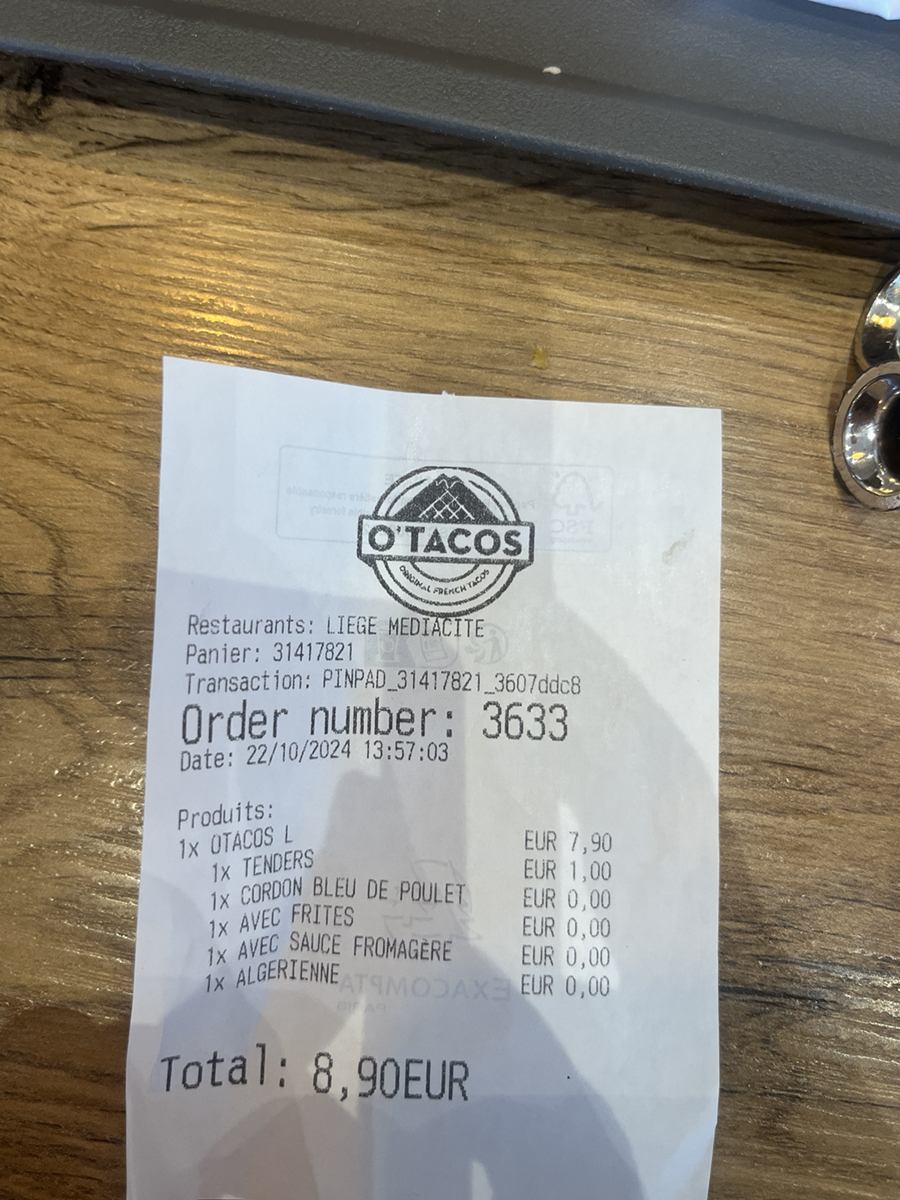 O'TACOS
ORIGINAL FRENCH TACOS
Restaurants: LIEGE MEDIACITE
Panier: 31417821
Transaction: PINPAD_31417821_3607ddc8
Order number: 3633
Date: 22/10/2024 13:57:03
Produits:
1x OTACOS L EUR 7,90
1x TENDERS EUR 1,00
1x CORDON BLEU DE POULET EUR 0,00
1x AVEC FRITES EUR 0,00
1x AVEC SAUCE FROMAGÈRE EUR 0,00
1x ALGERIENNE EUR 0,00
EXACOMPTA
PARIS
Total: 8,90EUR